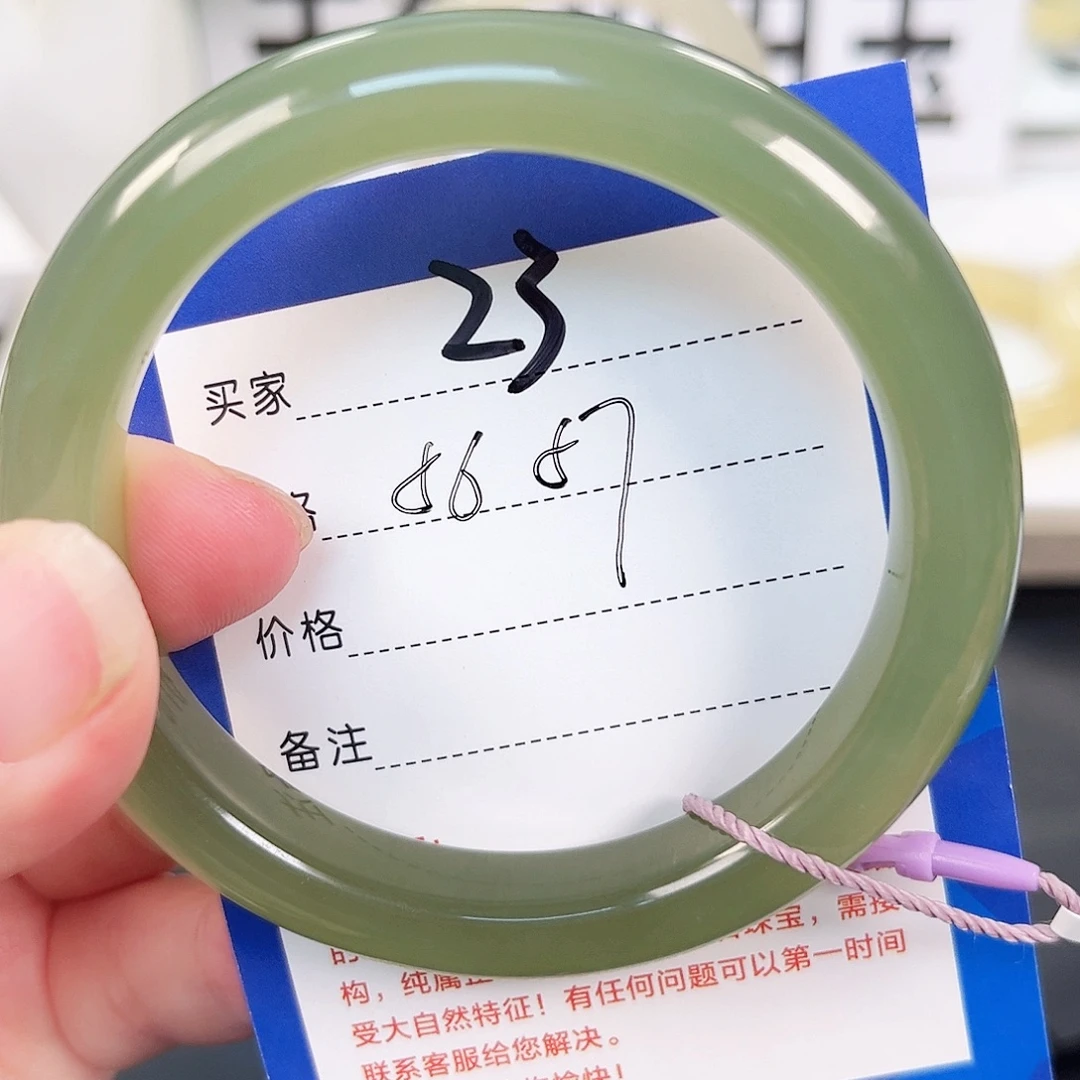 23
买家
8687
格
价格
备注
珠宝，需接
构，纯属
受大自然特征！有任何问题可以第一时间
联系客服给您解决。